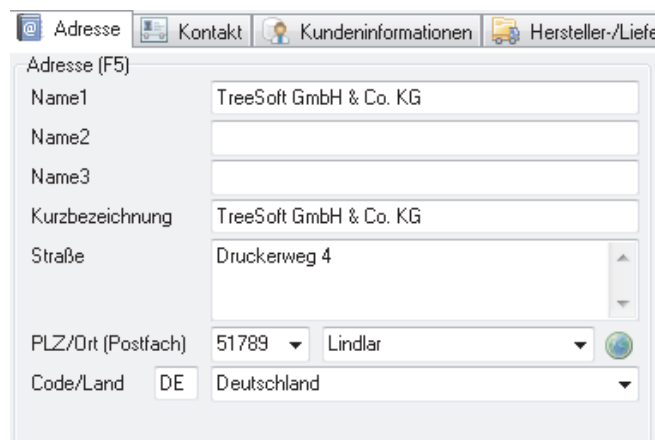 Adresse Kontakt Kundeninformationen Hersteller-/Liefe
Adresse (F5)
Name1 TreeSoft GmbH & Co. KG
Name2
Name3
Kurzbezeichnung TreeSoft GmbH & Co. KG
Straße Druckerweg 4
PLZ/Ort (Postfach) 51789 Lindlar
Code/Land DE Deutschland